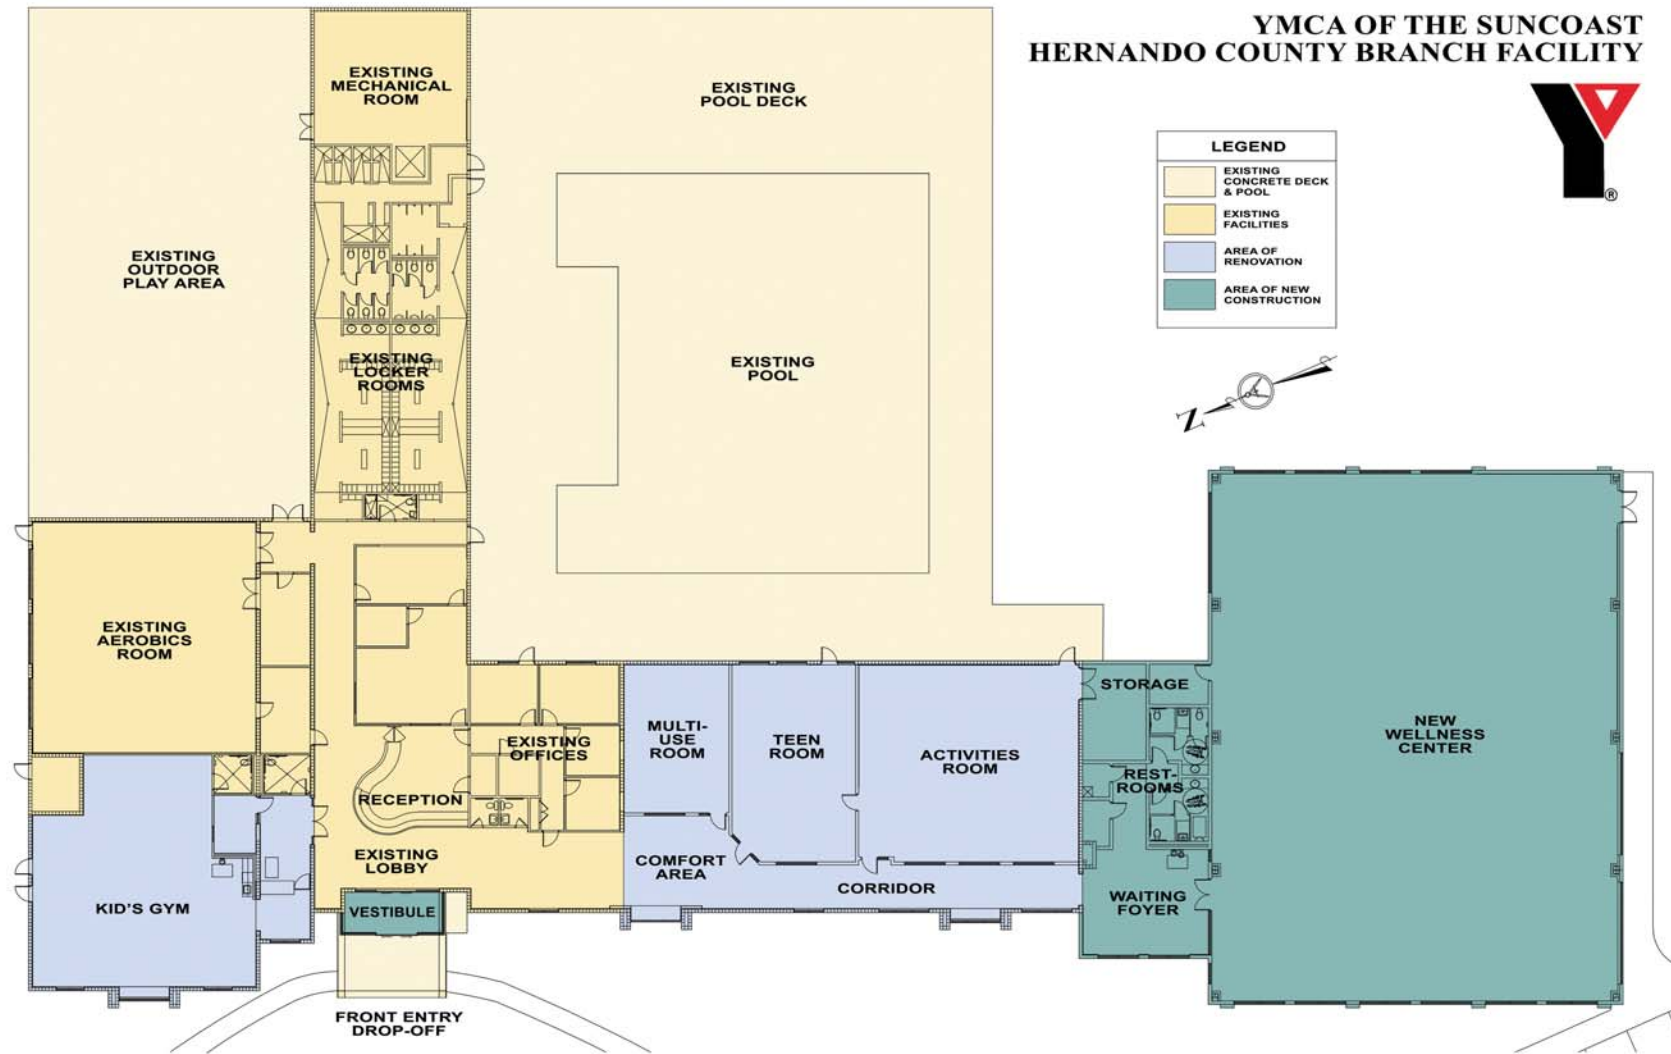 YMCA OF THE SUNCOAST
HERNANDO COUNTY BRANCH FACILITY
®
LEGEND
EXISTING
CONCRETE DECK
& POOL
EXISTING
FACILITIES
AREA OF
RENOVATION
AREA OF NEW
CONSTRUCTION
N
EXISTING
MECHANICAL
ROOM
EXISTING
POOL DECK
EXISTING
OUTDOOR
PLAY AREA
EXISTING
LOCKER
ROOMS
EXISTING
POOL
EXISTING
AEROBICS
ROOM
EXISTING
OFFICES
MULTI-
USE
ROOM
TEEN
ROOM
ACTIVITIES
ROOM
STORAGE
REST-
ROOMS
NEW
WELLNESS
CENTER
RECEPTION
EXISTING
LOBBY
COMFORT
AREA
CORRIDOR
WAITING
FOYER
KID'S GYM
VESTIBULE
FRONT ENTRY
DROP-OFF